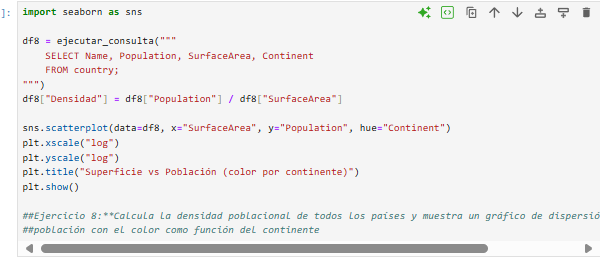 ]:
import seaborn as sns
df8 = ejecutar_consulta("""
    SELECT Name, Population, SurfaceArea, Continent
    FROM country;
""")
df8["Densidad"] = df8["Population"] / df8["SurfaceArea"]
sns.scatterplot(data=df8, x="SurfaceArea", y="Population", hue="Continent")
plt.xscale("log")
plt.yscale("log")
plt.title("Superficie vs Población (color por continente)")
plt.show()
##Ejercicio 8:**Calcula la densidad poblacional de todos los países y muestra un gráfico de dispersió
##población con el color como función del continente